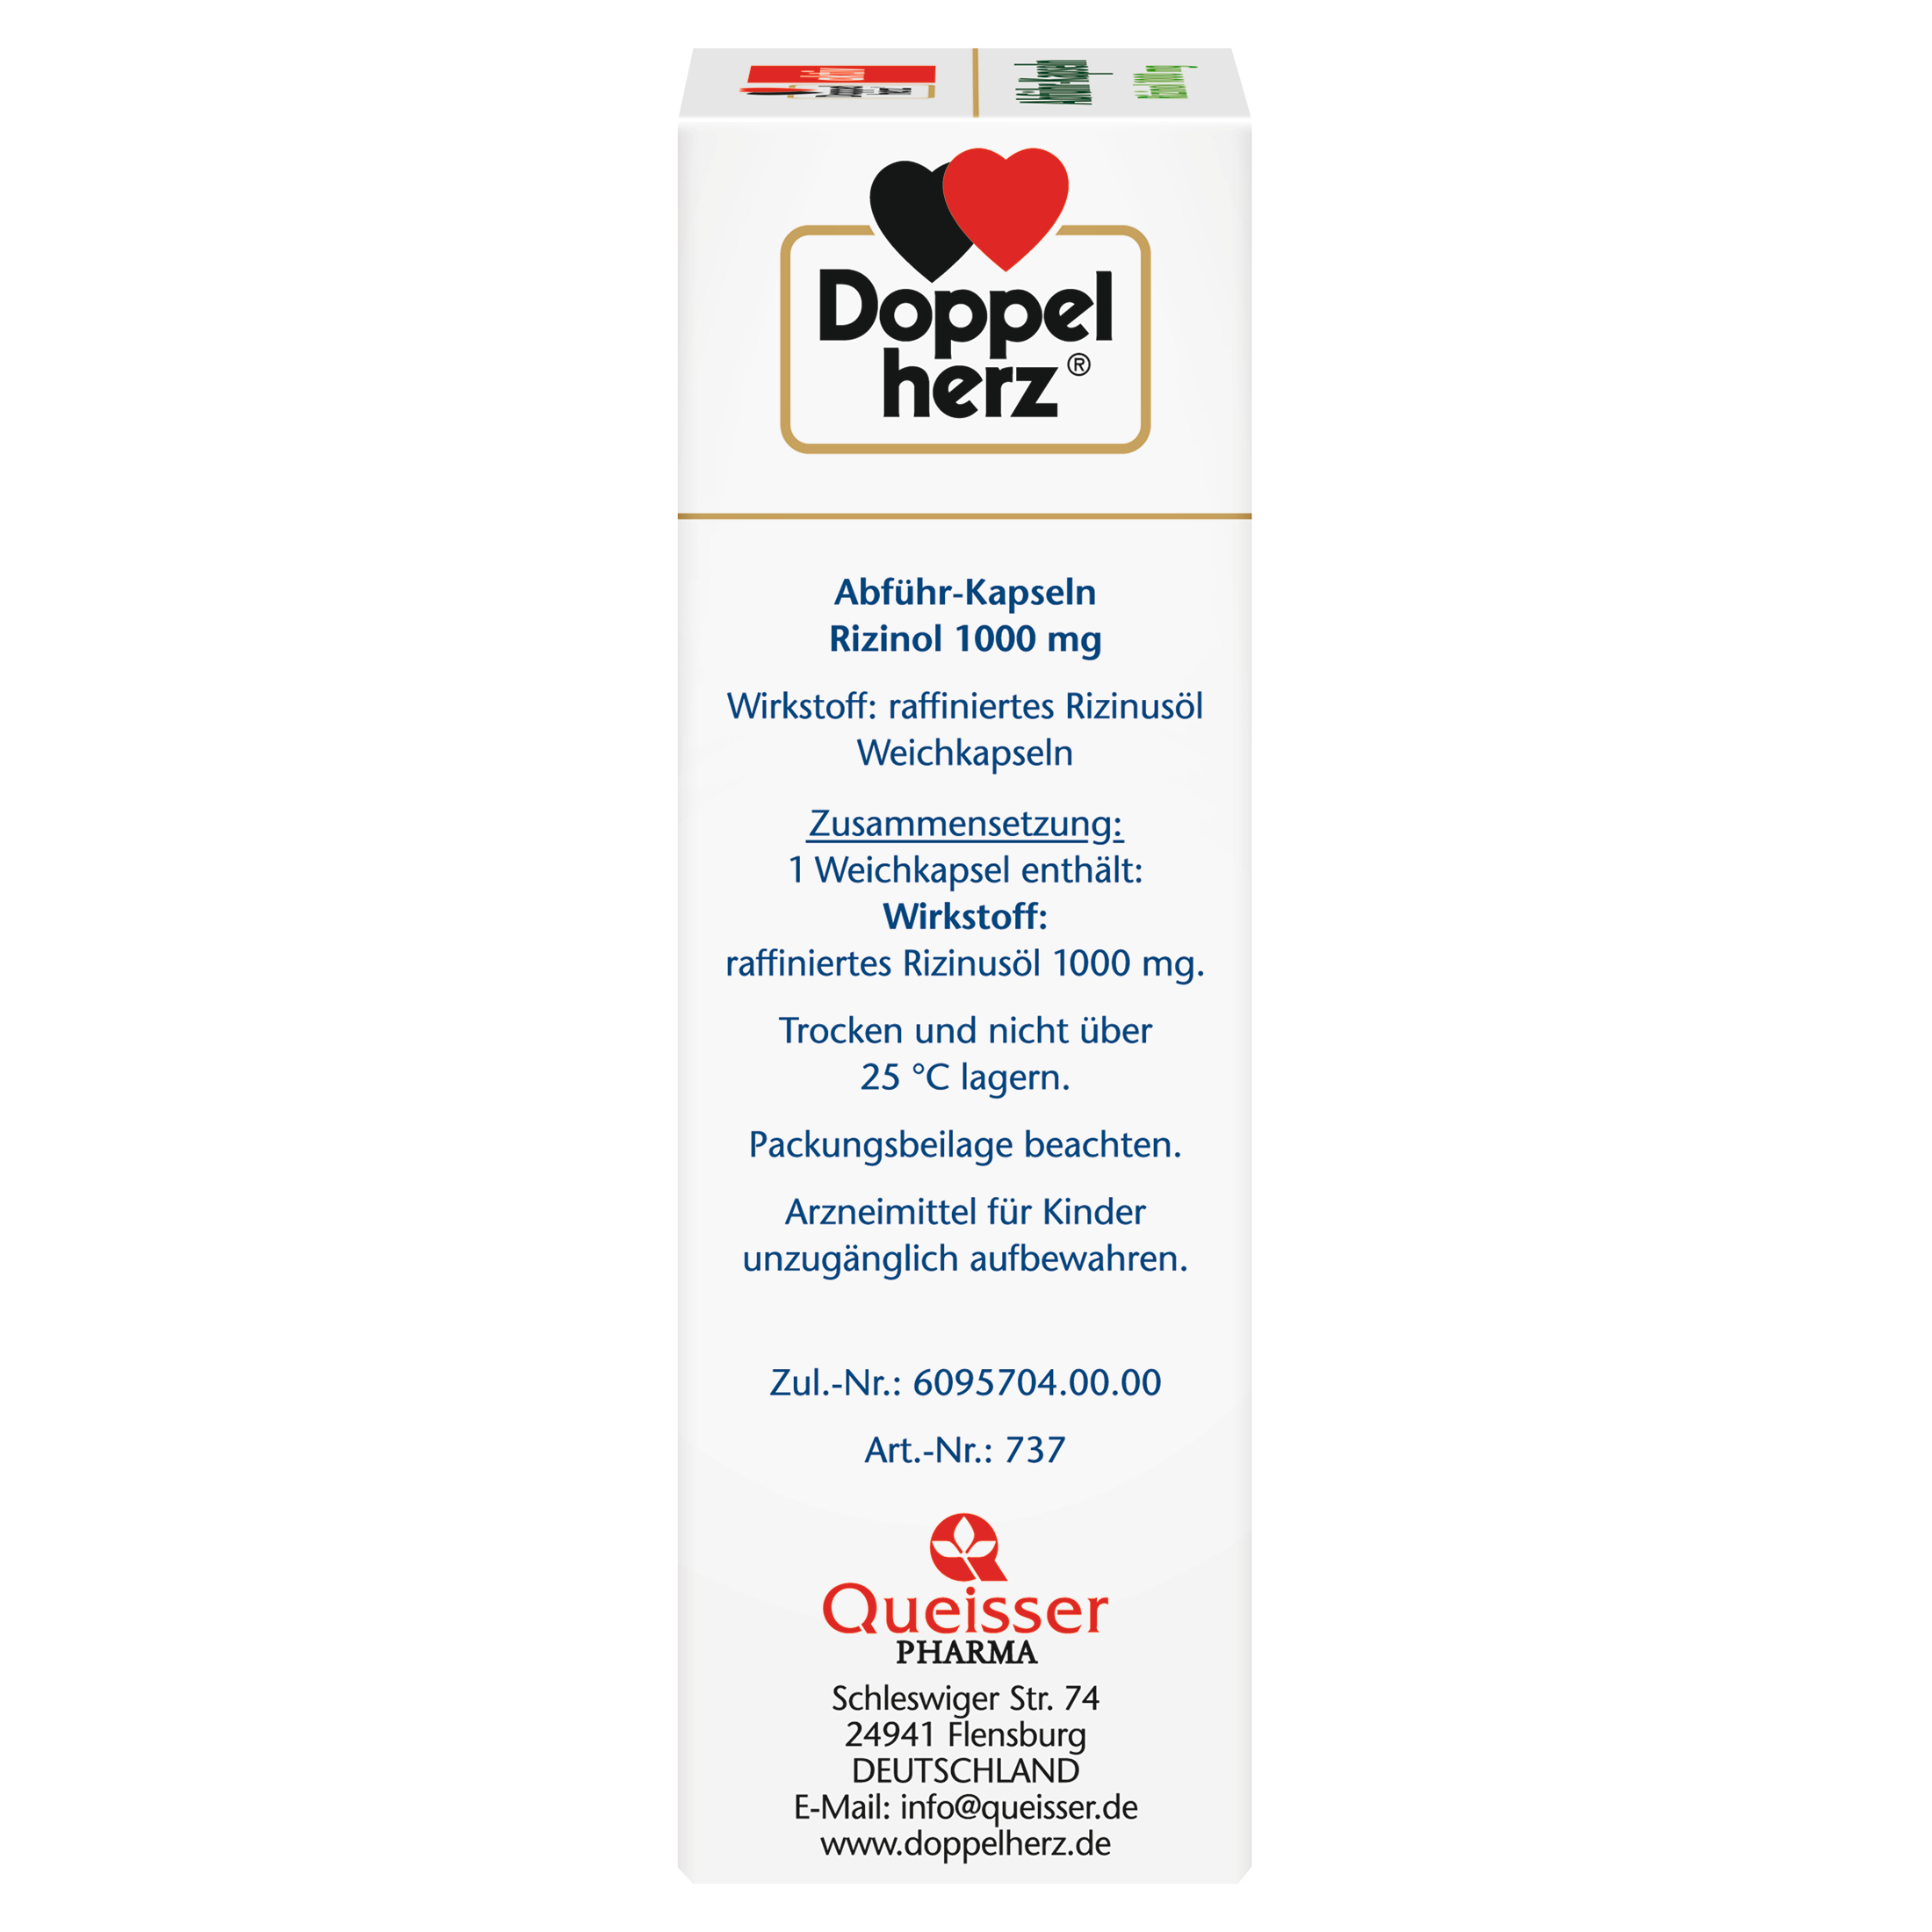 Doppel
herz®
Abführ-Kapseln
Rizinol 1000 mg
Wirkstoff: raffiniertes Rizinusöl
Weichkapseln
Zusammensetzung:
1 Weichkapsel enthält:
Wirkstoff:
raffiniertes Rizinusöl 1000 mg.
Trocken und nicht über
25 °C lagern.
Packungsbeilage beachten.
Arzneimittel für Kinder
unzugänglich aufbewahren.
Zul.-Nr.: 6095704.00.00
Art.-Nr.: 737
Queisser
PHARMA
Schleswiger Str. 74
24941 Flensburg
DEUTSCHLAND
E-Mail: info@queisser.de
www.doppelherz.de